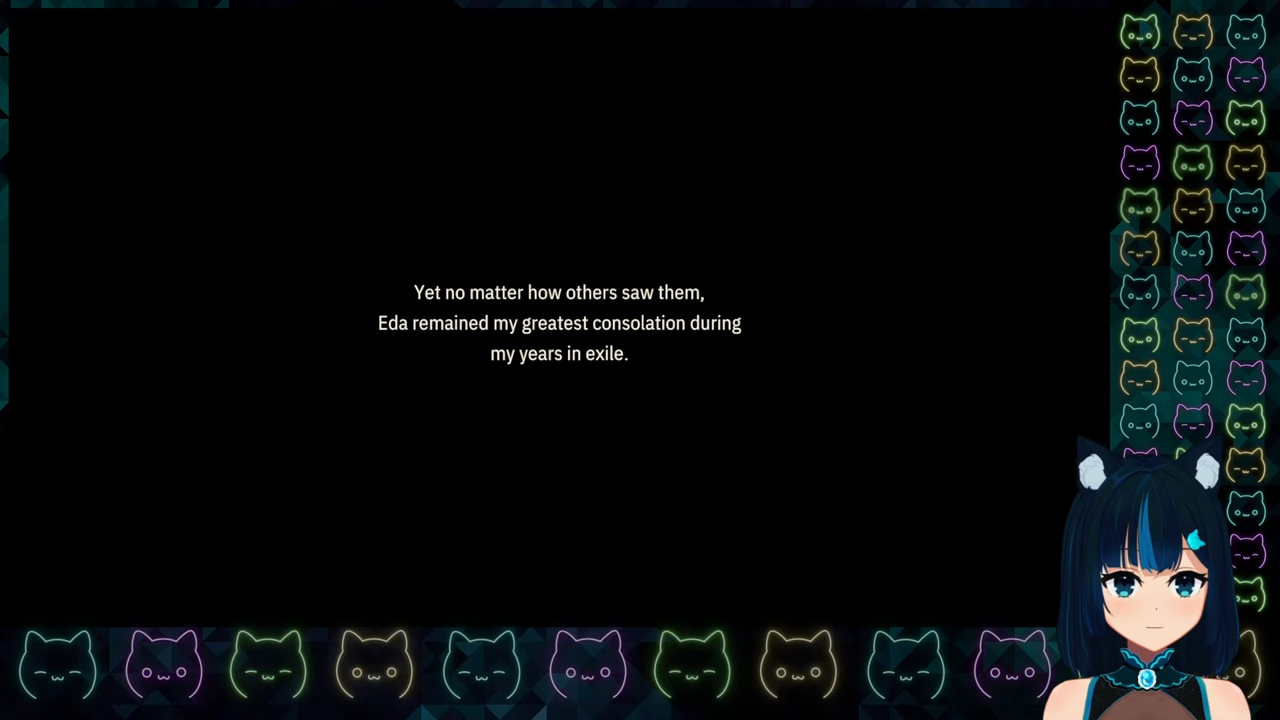 Yet no matter how others saw them,
Eda remained my greatest consolation during
my years in exile.